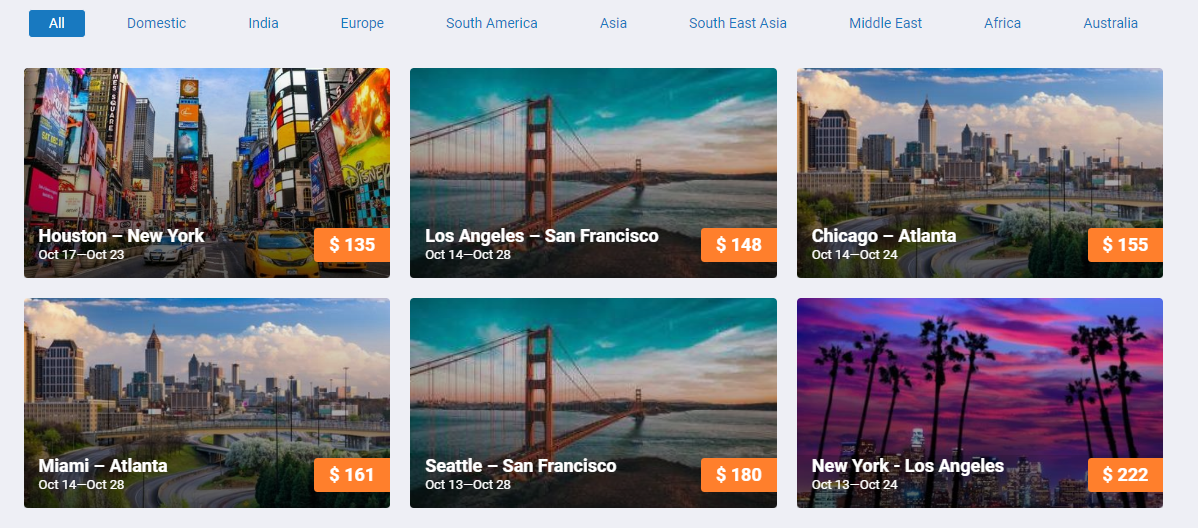 All
Domestic
India
Europe
South America
Asia
South East Asia
Middle East
Africa
Australia
Houston – New York
Oct 17—Oct 23
$ 135
Los Angeles – San Francisco
Oct 14—Oct 28
$ 148
Chicago – Atlanta
Oct 14—Oct 24
$ 155
Miami – Atlanta
Oct 14—Oct 28
$ 161
Seattle – San Francisco
Oct 13—Oct 28
$ 180
New York - Los Angeles
Oct 13—Oct 24
$ 222